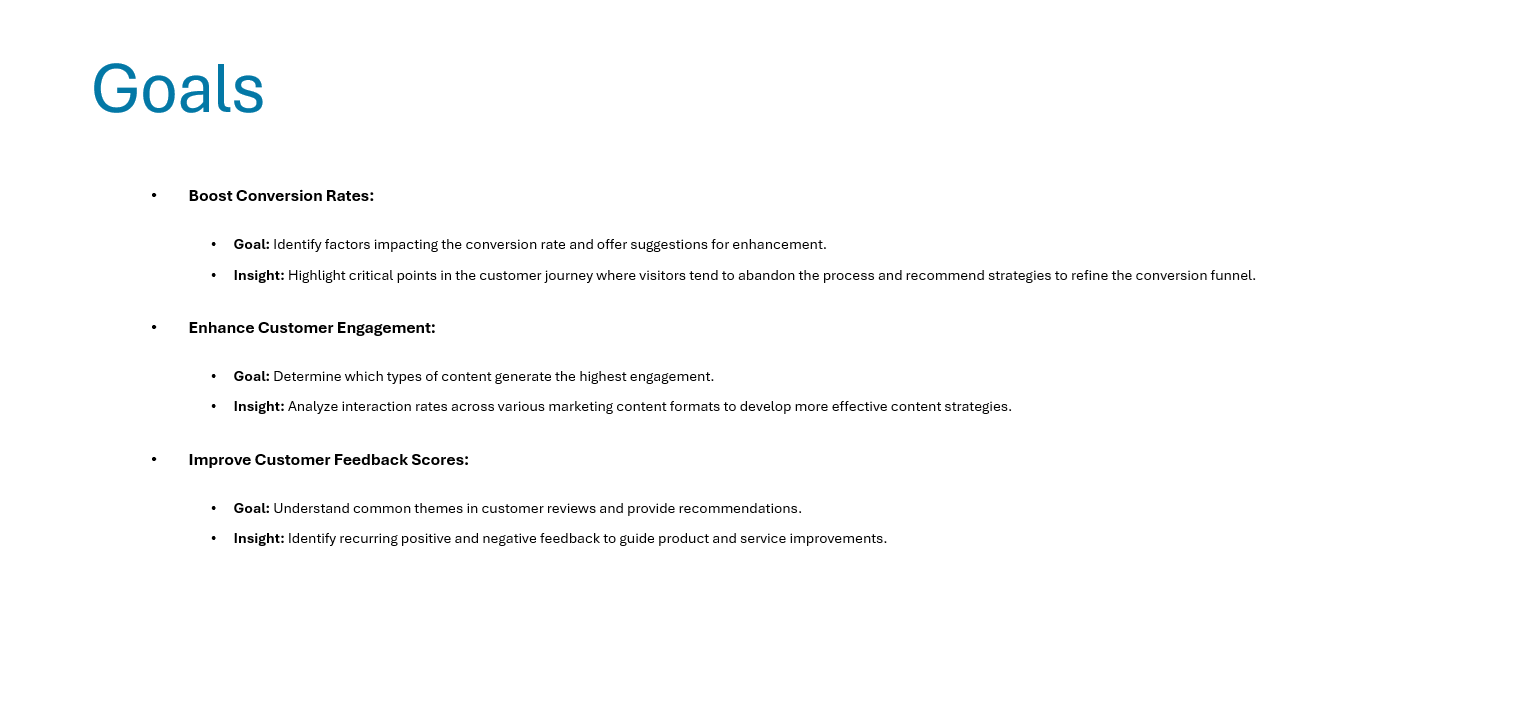 Goals
• Boost Conversion Rates:
• Goal: Identify factors impacting the conversion rate and offer suggestions for enhancement.
• Insight: Highlight critical points in the customer journey where visitors tend to abandon the process and recommend strategies to refine the conversion funnel.
• Enhance Customer Engagement:
• Goal: Determine which types of content generate the highest engagement.
• Insight: Analyze interaction rates across various marketing content formats to develop more effective content strategies.
• Improve Customer Feedback Scores:
• Goal: Understand common themes in customer reviews and provide recommendations.
• Insight: Identify recurring positive and negative feedback to guide product and service improvements.